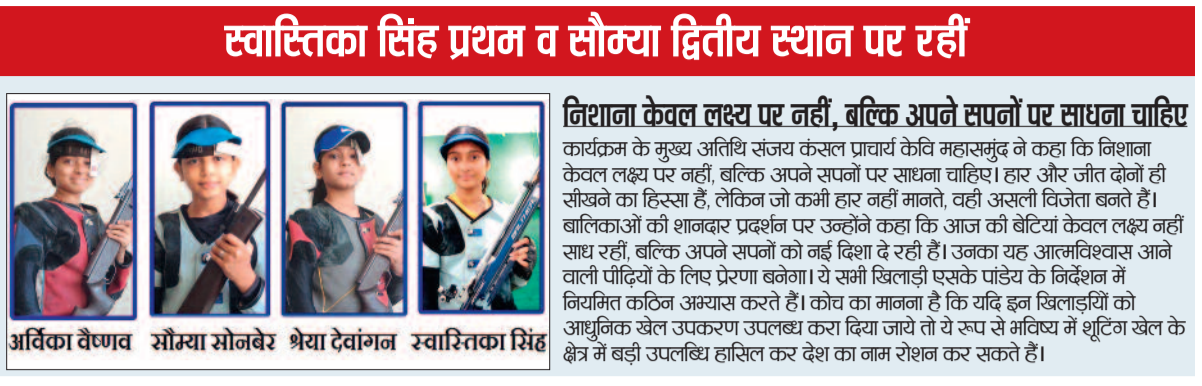 स्वास्तिका सिंह प्रथम व सौम्या द्वितीय स्थान पर रहीं
अर्विका वैष्णव सौम्या सोनबेर श्रेया देवांगन स्वास्तिका सिंह
निशाना केवल लक्ष्य पर नहीं, बल्कि अपने सपनों पर साधना चाहिए
कार्यक्रम के मुख्य अतिथि संजय कंसल प्राचार्य केवि महासमुंद ने कहा कि निशाना
केवल लक्ष्य पर नहीं, बल्कि अपने सपनों पर साधना चाहिए। हार और जीत दोनों ही
सीखने का हिस्सा हैं, लेकिन जो कभी हार नहीं मानते, वही असली विजेता बनते हैं।
बालिकाओं की शानदार प्रदर्शन पर उन्होंने कहा कि आज की बेटियां केवल लक्ष्य नहीं
साध रहीं, बल्कि अपने सपनों को नई दिशा दे रही हैं। उनका यह आत्मविश्वास आने
वाली पीढ़ियों के लिए प्रेरणा बनेगा। ये सभी खिलाड़ी एसके पांडेय के निर्देशन में
नियमित कठिन अभ्यास करते हैं। कोच का मानना है कि यदि इन खिलाड़यिों को
आधुनिक खेल उपकरण उपलब्ध करा दिया जाये तो ये रूप से भविष्य में शूटिंग खेल के
क्षेत्र में बड़ी उपलब्धि हासिल कर देश का नाम रोशन कर सकते हैं।